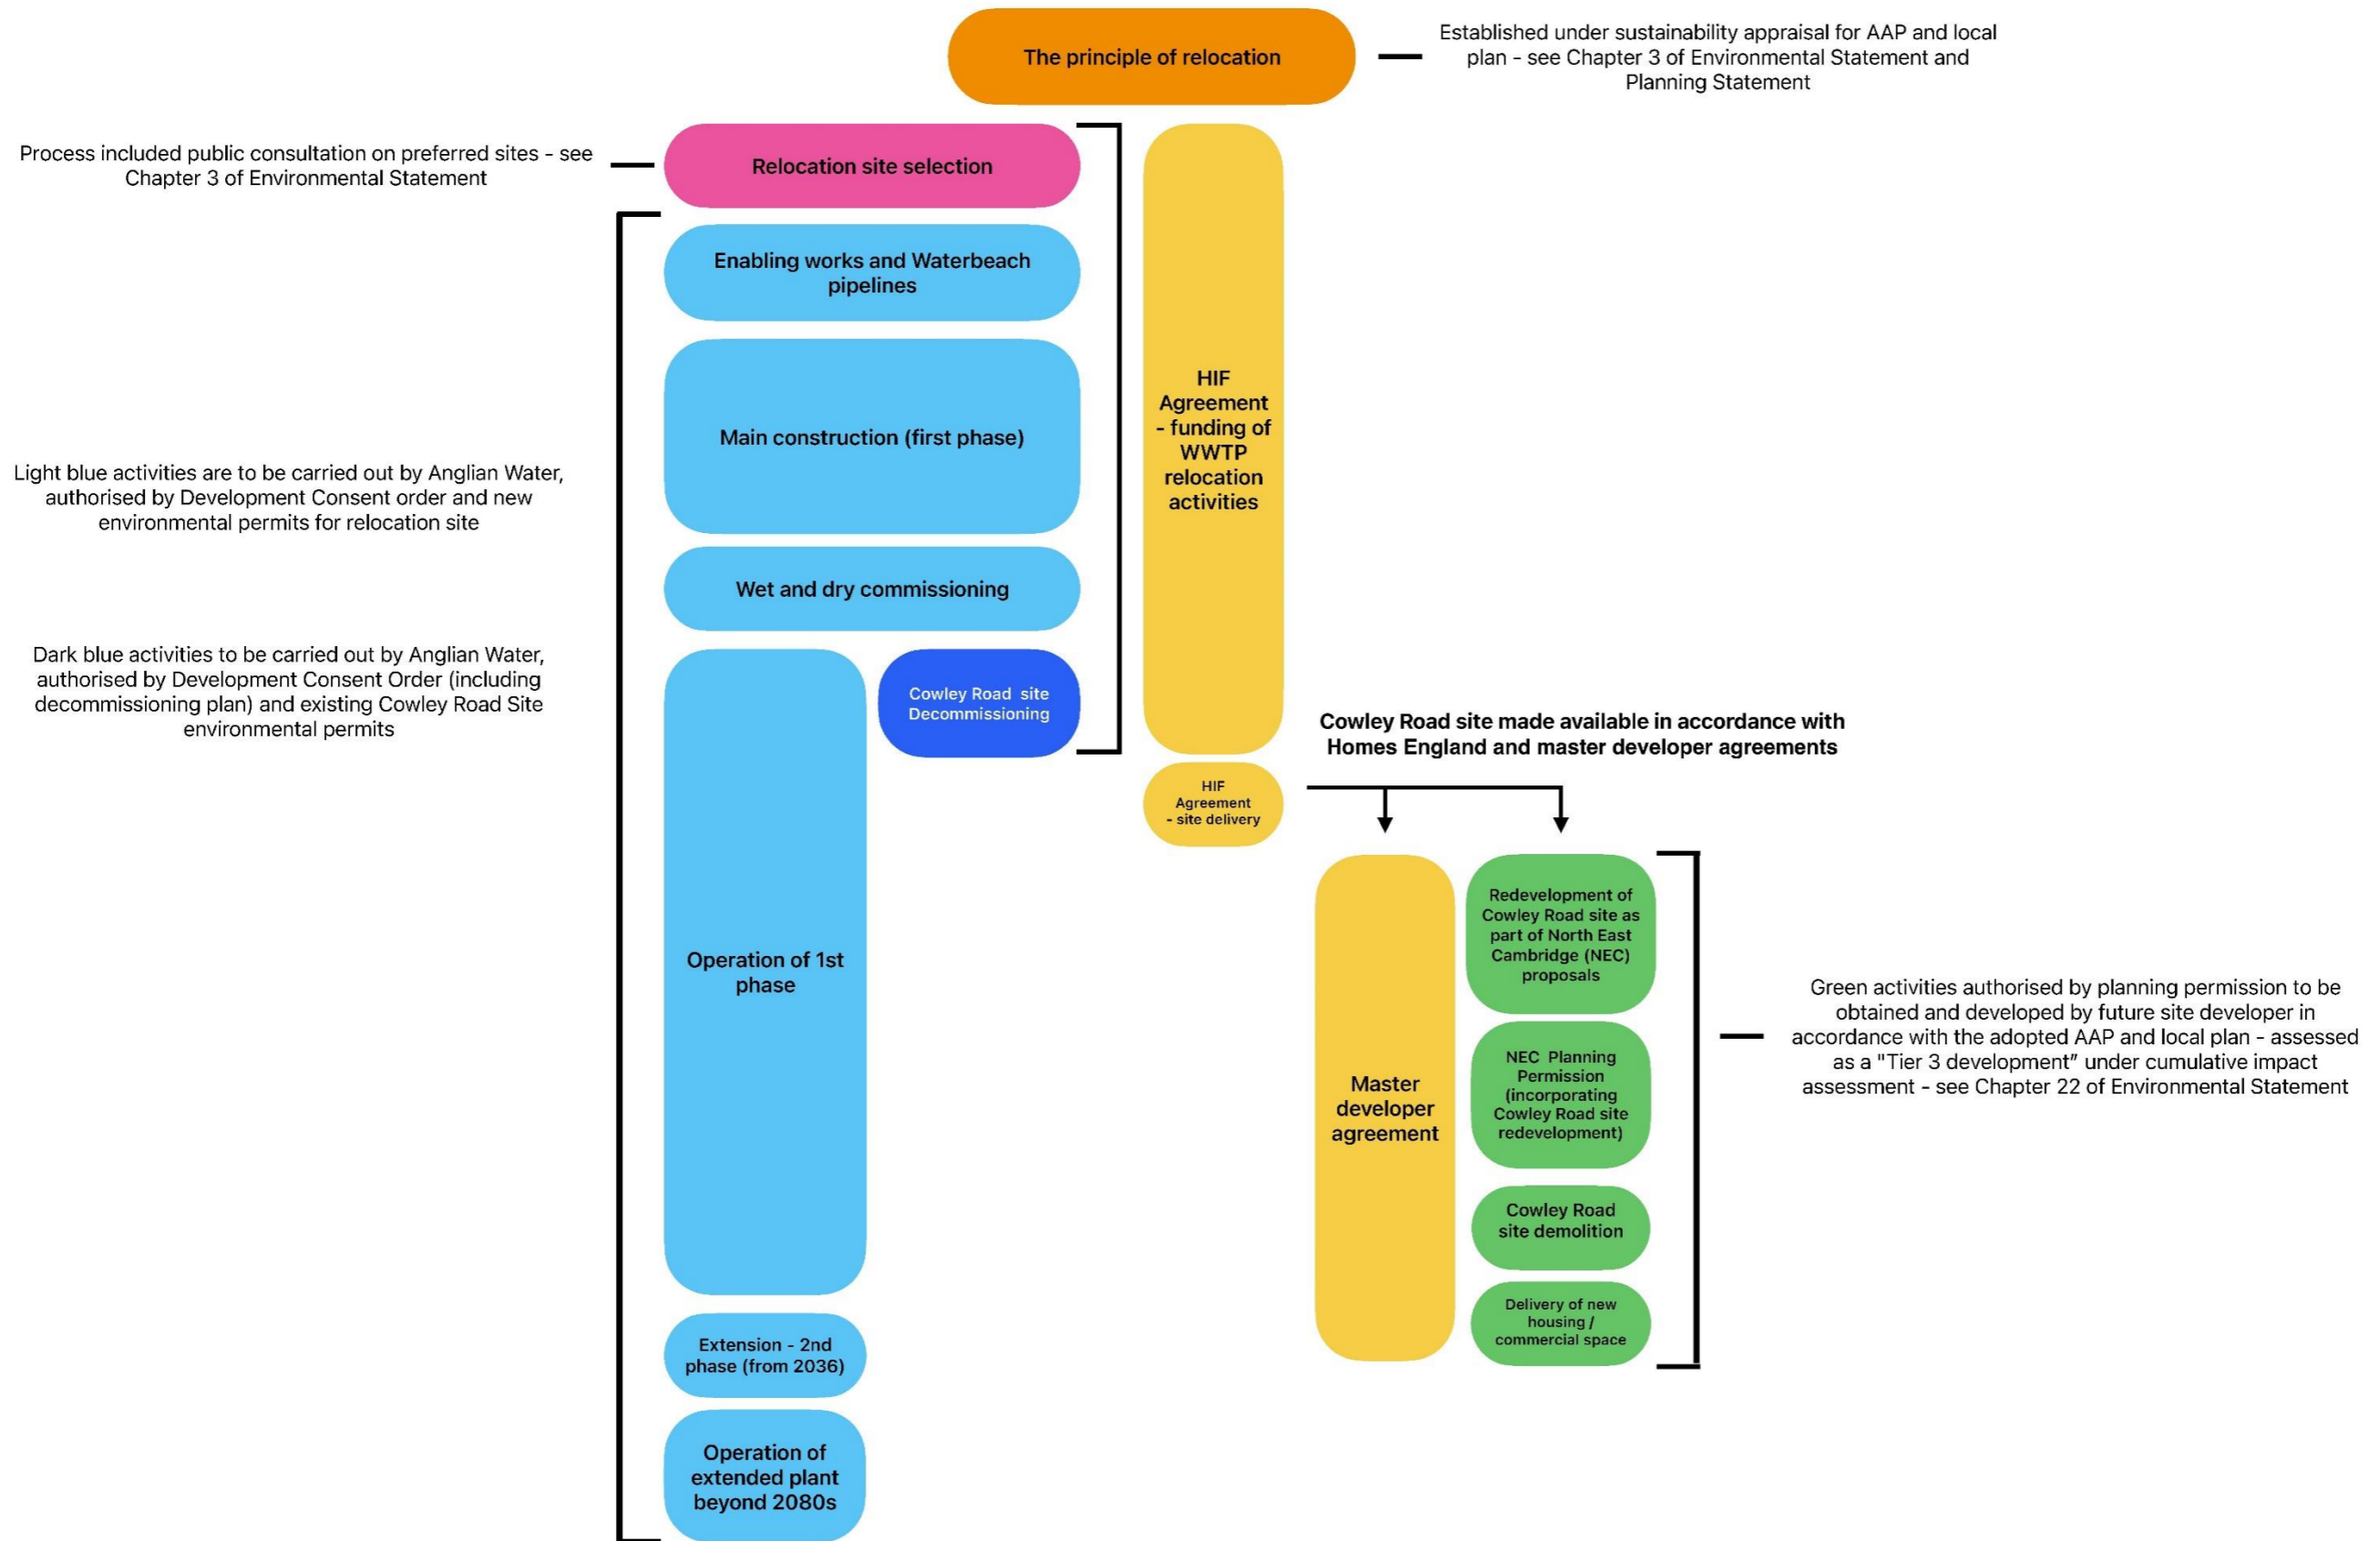 The principle of relocation
Established under sustainability appraisal for AAP and local
plan - see Chapter 3 of Environmental Statement and
Planning Statement
Process included public consultation on preferred sites - see
Chapter 3 of Environmental Statement
Relocation site selection
Enabling works and Waterbeach
pipelines
Main construction (first phase)
HIF
Agreement
- funding of
WWTP
relocation
activities
Light blue activities are to be carried out by Anglian Water,
authorised by Development Consent order and new
environmental permits for relocation site
Wet and dry commissioning
Dark blue activities to be carried out by Anglian Water,
authorised by Development Consent Order (including
decommissioning plan) and existing Cowley Road Site
environmental permits
Cowley Road site
Decommissioning
Cowley Road site made available in accordance with
Homes England and master developer agreements
HIF
Agreement
- site delivery
Operation of 1st
phase
Master
developer
agreement
Redevelopment of
Cowley Road site as
part of North East
Cambridge (NEC)
proposals
NEC Planning
Permission
(incorporating
Cowley Road site
redevelopment)
Cowley Road
site demolition
Delivery of new
housing /
commercial space
Green activities authorised by planning permission to be
obtained and developed by future site developer in
accordance with the adopted AAP and local plan - assessed
as a "Tier 3 development” under cumulative impact
assessment - see Chapter 22 of Environmental Statement
Extension - 2nd
phase (from 2036)
Operation of
extended plant
beyond 2080s